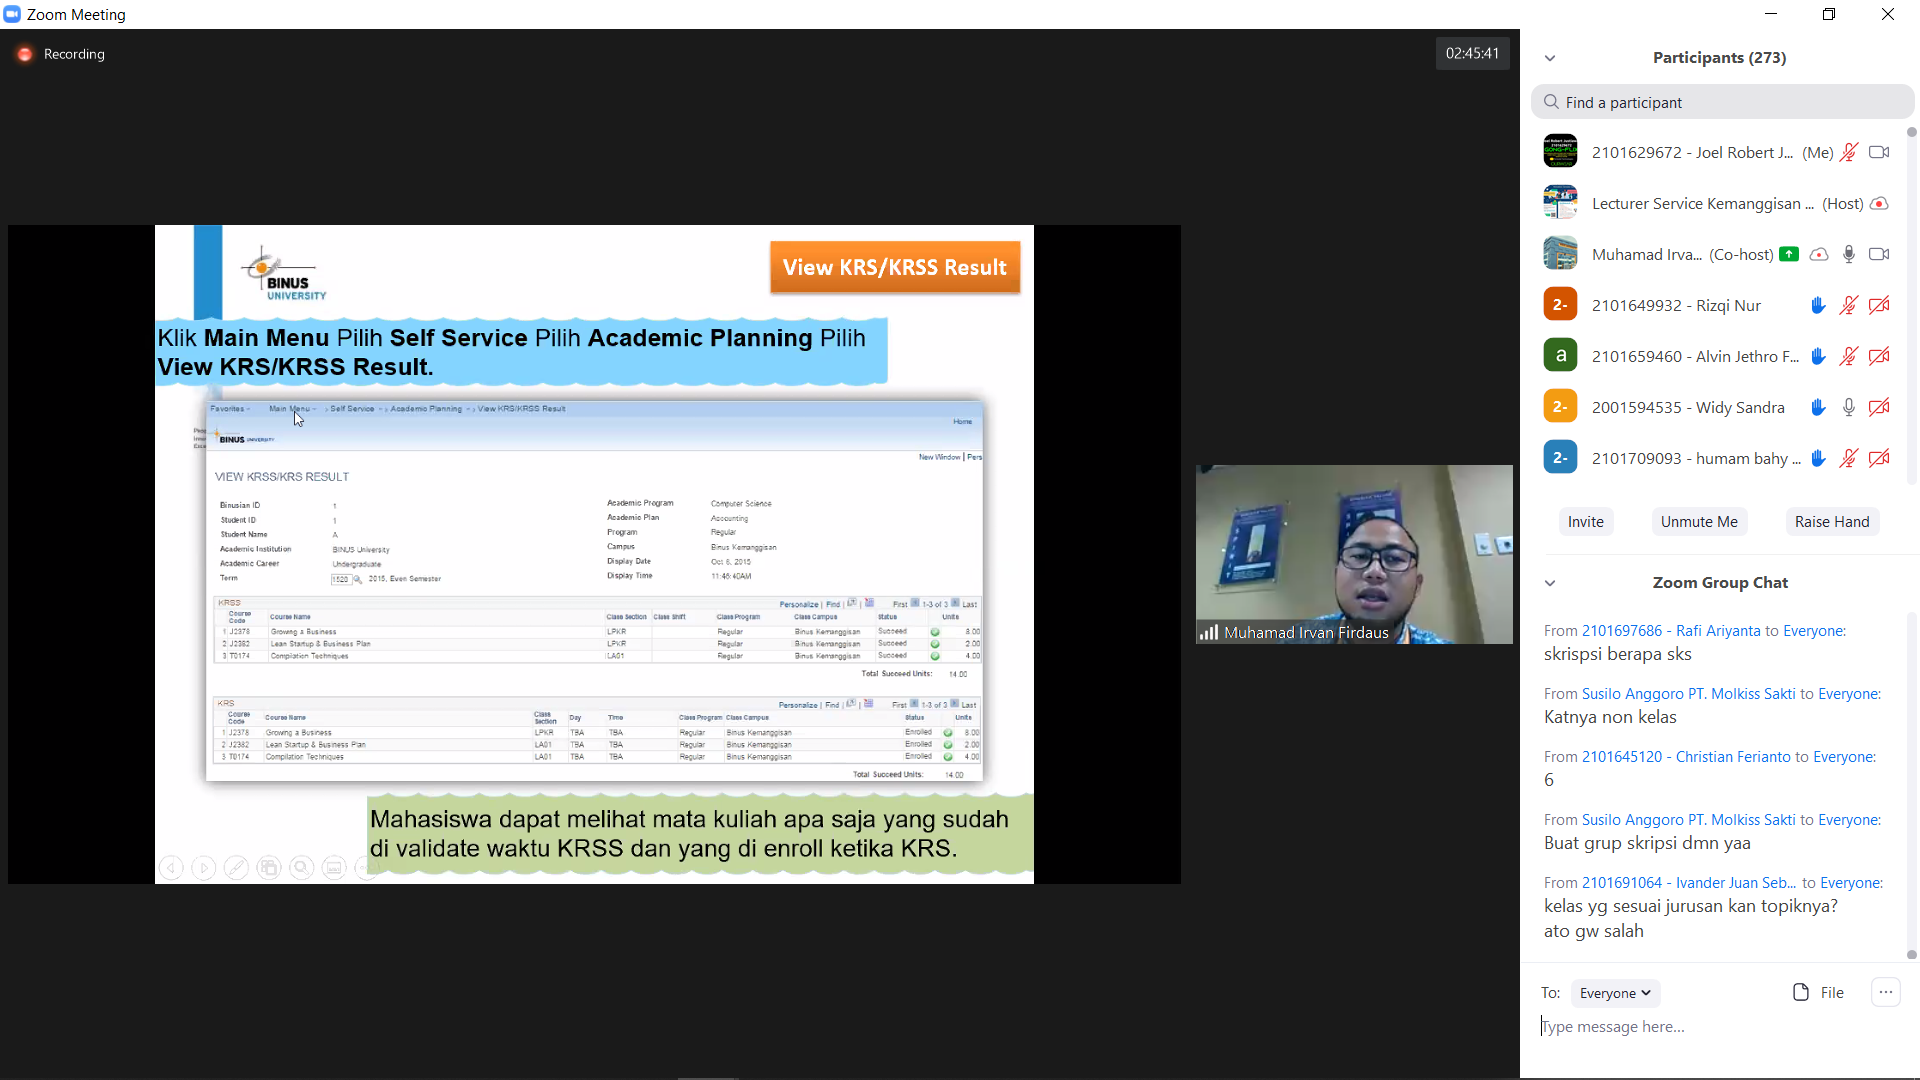 Zoom Meeting
Recording
02:45:41
BINUS
UNIVERSITY
View KRS/KRSS Result
Klik Main Menu Pilih Self Service Pilih Academic Planning Pilih
View KRS/KRSS Result.
Favorites Main Menu > Self Service > Academic Planning > View KRS/KRSS Result
Home
BINUS UNIVERSITY
New Window | Pers
VIEW KRSS/KRS RESULT
Binusian ID 1
Student ID 1
Student Name A
Academic Institution BINUS University
Academic Career Undergraduate
Term 1520 2015, Even Semester
Academic Program Computer Science
Academic Plan Accounting
Program Regular
Campus Binus Kemanggisan
Display Date Oct 6, 2015
Display Time 11:46:40AM
KRSS Personalize | Find | First 1-3 of 3 Last
Course Code Course Name Class Section Class Shift Class Program Class Campus Status Units
1 J2378 Growing a Business LPKR Regular Binus Kemanggisan Succeed 8.00
2 J2382 Lean Startup & Business Plan LPKR Regular Binus Kemanggisan Succeed 2.00
3 T0174 Compilation Techniques LA01 Regular Binus Kemanggisan Succeed 4.00
Total Succeed Units: 14.00
KRS Personalize | Find | First 1-3 of 3 Last
Course Code Course Name Class Section Day Time Class Program Class Campus Status Units
1 J2378 Growing a Business LPKR TBA TBA Regular Binus Kemanggisan Enrolled 8.00
2 J2382 Lean Startup & Business Plan LA01 TBA TBA Regular Binus Kemanggisan Enrolled 2.00
3 T0174 Compilation Techniques LA01 TBA TBA Regular Binus Kemanggisan Enrolled 4.00
Total Succeed Units: 14.00
Mahasiswa dapat melihat mata kuliah apa saja yang sudah
di validate waktu KRSS dan yang di enroll ketika KRS.
Muhamad Irvan Firdaus
Participants (273)
Find a participant
2101629672 - Joel Robert J... (Me)
Lecturer Service Kemanggisan ... (Host)
Muhamad Irva... (Co-host)
2- 2101649932 - Rizqi Nur
a 2101659460 - Alvin Jethro F...
2- 2001594535 - Widy Sandra
2- 2101709093 - humam bahy ...
Invite Unmute Me Raise Hand
Zoom Group Chat
From 2101697686 - Rafi Ariyanta to Everyone:
skrispsi berapa sks
From Susilo Anggoro PT. Molkiss Sakti to Everyone:
Katnya non kelas
From 2101645120 - Christian Ferianto to Everyone:
6
From Susilo Anggoro PT. Molkiss Sakti to Everyone:
Buat grup skripsi dmn yaa
From 2101691064 - Ivander Juan Seb... to Everyone:
kelas yg sesuai jurusan kan topiknya?
ato gw salah
To: Everyone File ...
Type message here...